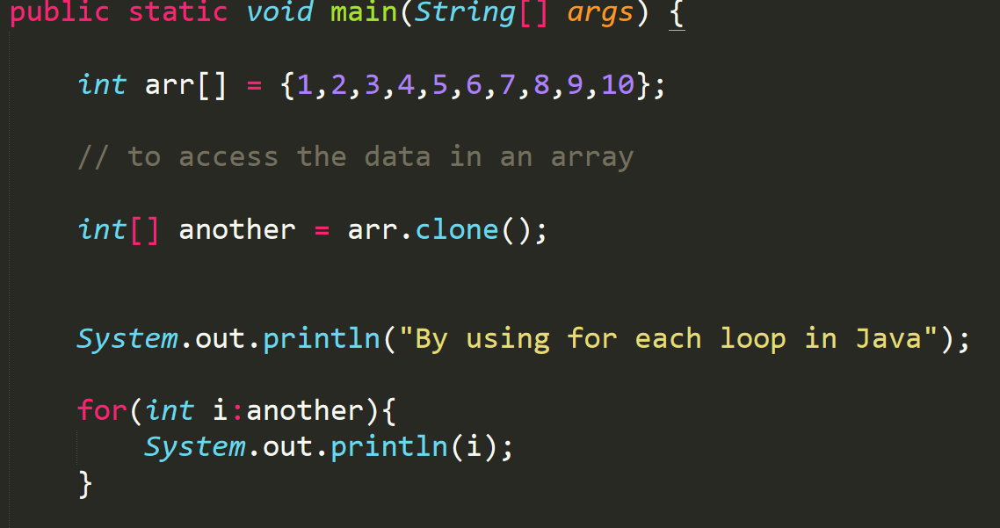 public static void main(String[] args) {
int arr[] = {1,2,3,4,5,6,7,8,9,10};
// to access the data in an array
int[] another = arr.clone();
System.out.println("By using for each loop in Java");
for(int i:another){
System.out.println(i);
}